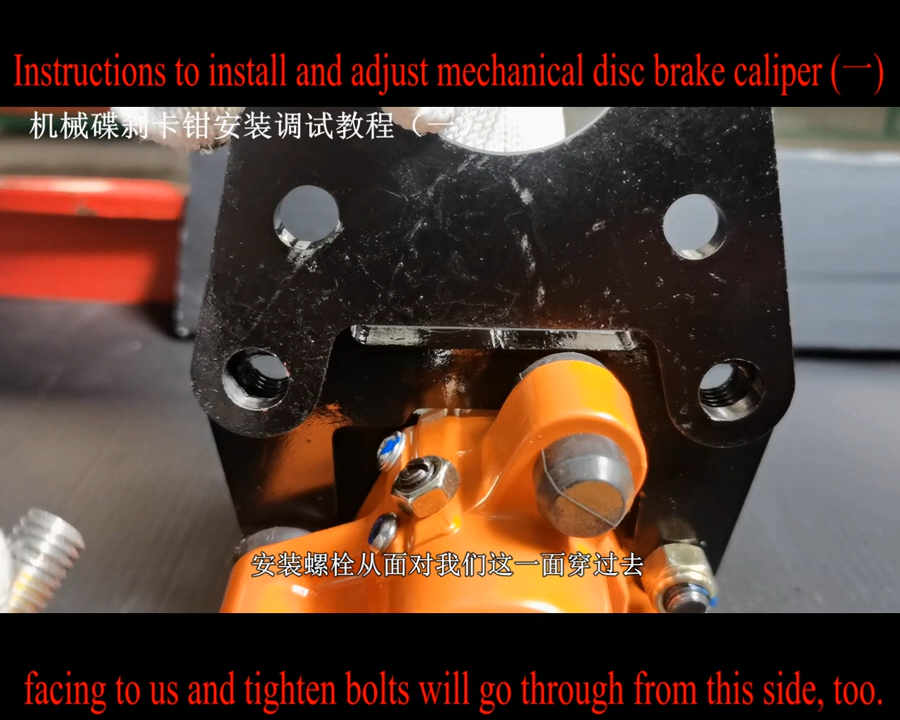 Instructions to install and adjust mechanical disc brake caliper (一)
机械碟刹卡钳安装调试教程（一）
安装螺栓从面对我们这一面穿过去
facing to us and tighten bolts will go through from this side, too.